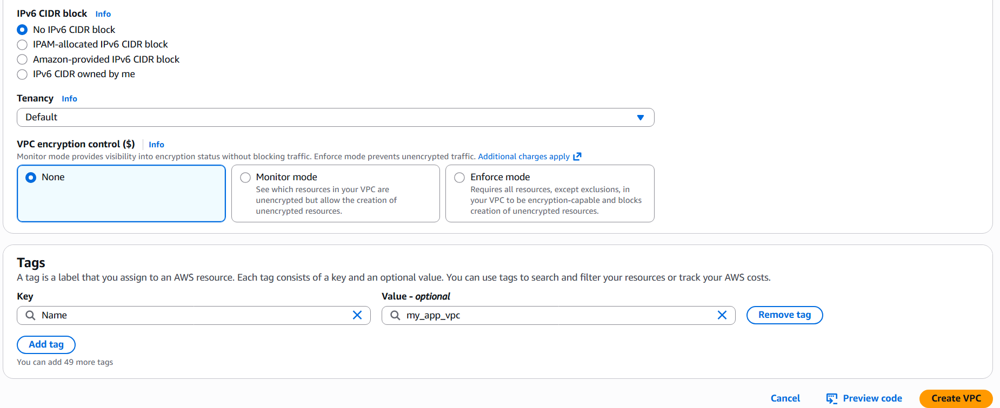 IPv6 CIDR block Info
No IPv6 CIDR block
IPAM-allocated IPv6 CIDR block
Amazon-provided IPv6 CIDR block
IPv6 CIDR owned by me
Tenancy Info
Default
VPC encryption control ($) Info
Monitor mode provides visibility into encryption status without blocking traffic. Enforce mode prevents unencrypted traffic. Additional charges apply
None
Monitor mode
See which resources in your VPC are
unencrypted but allow the creation of
unencrypted resources.
Enforce mode
Requires all resources, except exclusions, in
your VPC to be encryption-capable and blocks
creation of unencrypted resources.
Tags
A tag is a label that you assign to an AWS resource. Each tag consists of a key and an optional value. You can use tags to search and filter your resources or track your AWS costs.
Key
Value - optional
Name
my_app_vpc
Remove tag
Add tag
You can add 49 more tags
Cancel
Preview code
Create VPC